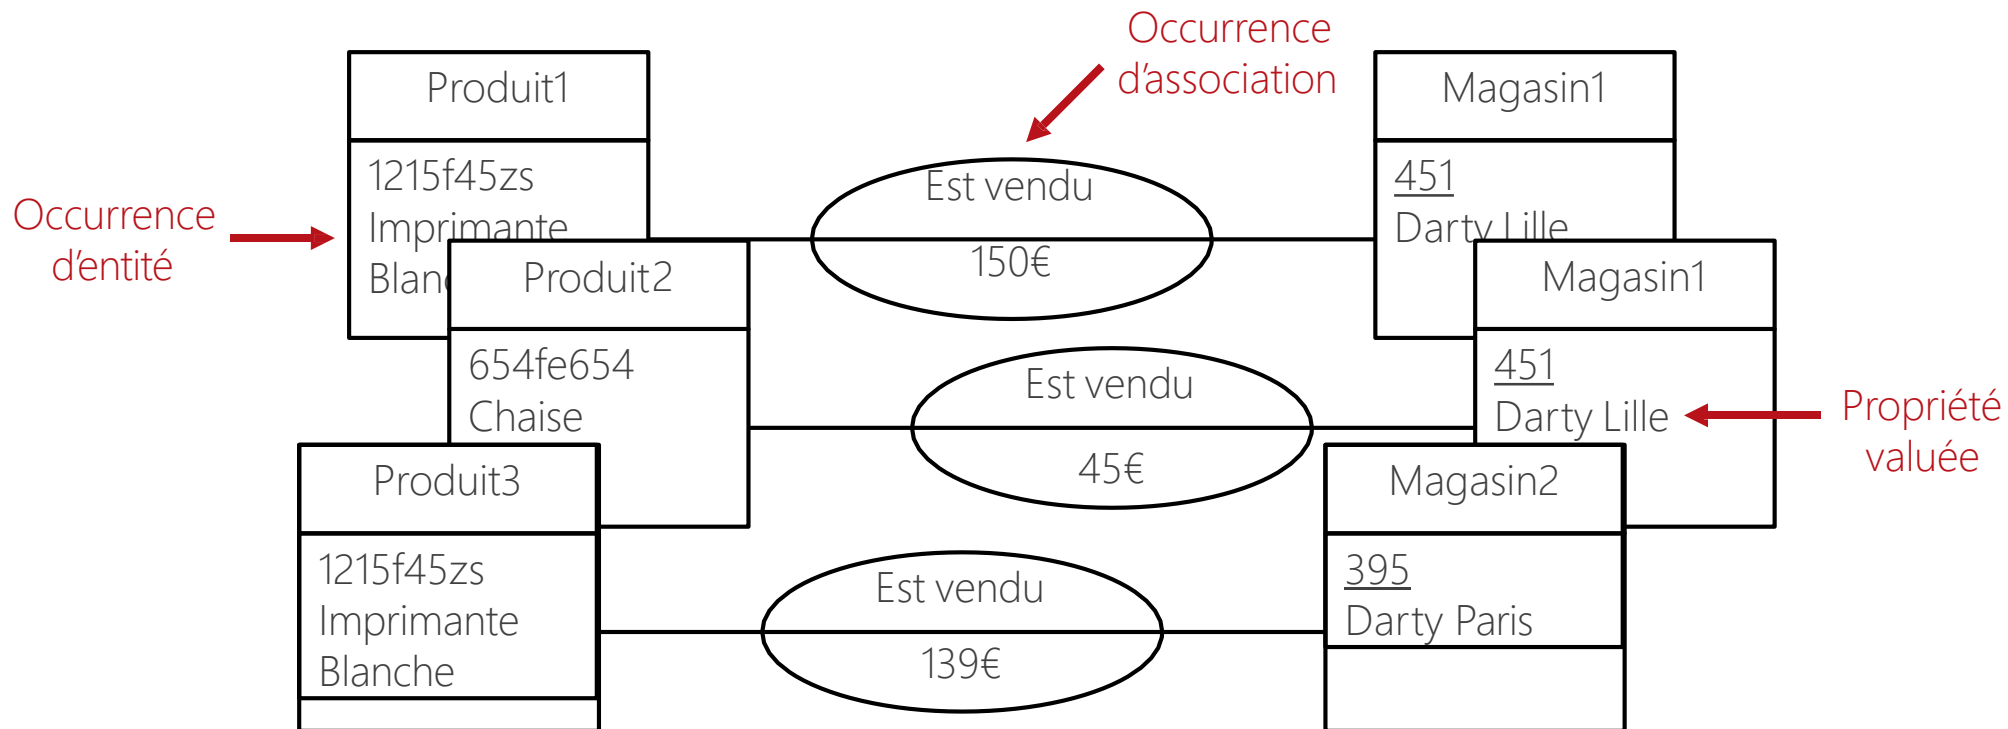 Occurrence
d'association
Produit1
1215f45zs
Imprimante
Est vendu
150€
Magasin1
451
Darty Lille
Occurrence
d'entité
Produit2
654fe654
Chaise
Est vendu
45€
Magasin1
451
Darty Lille
Propriété
valuée
Produit3
1215f45zs
Imprimante
Blanche
Est vendu
139€
Magasin2
395
Darty Paris